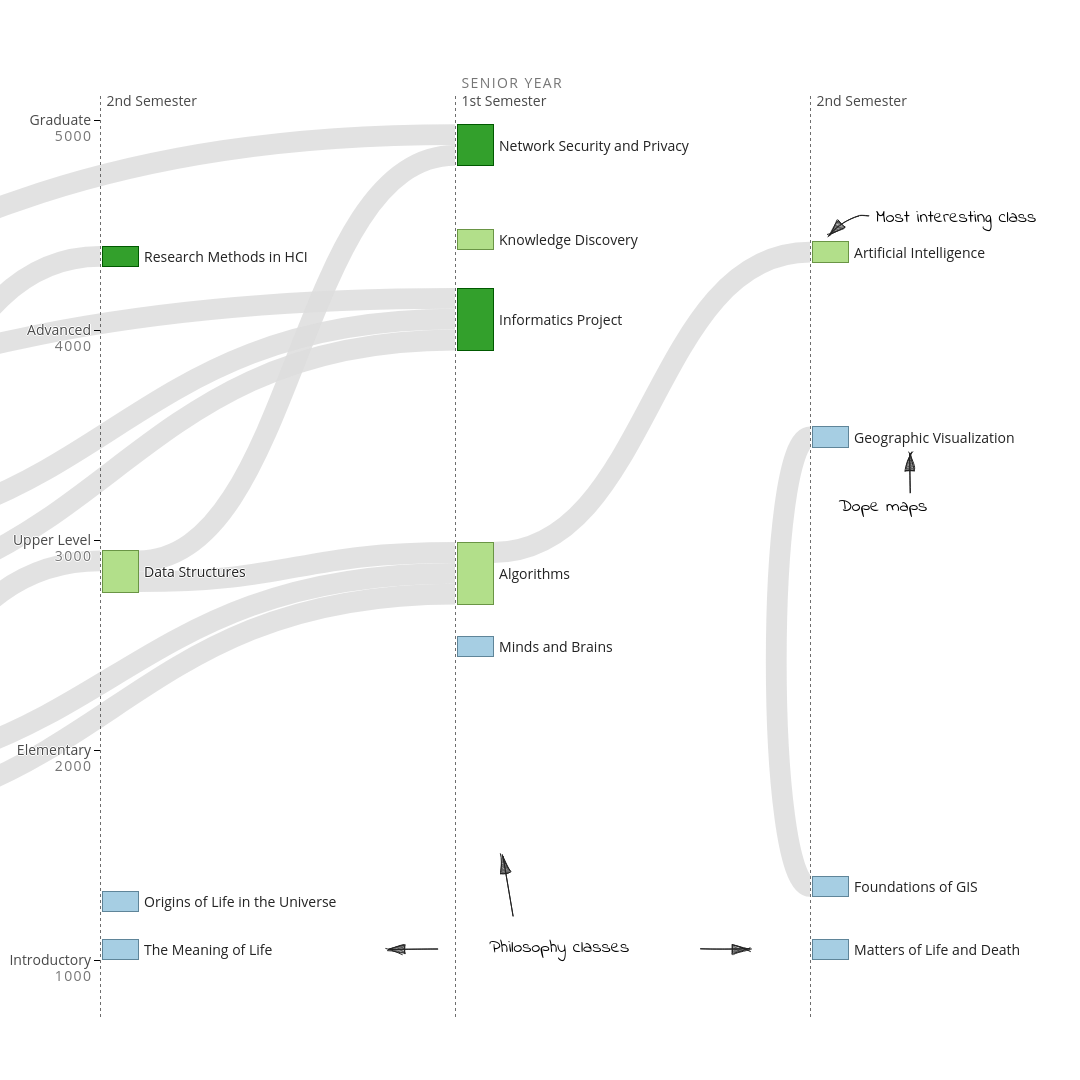 SENIOR YEAR
2nd Semester
1st Semester
2nd Semester
Graduate
5000
Network Security and Privacy
Most interesting class
Knowledge Discovery
Artificial Intelligence
Research Methods in HCI
Informatics Project
Advanced
4000
Geographic Visualization
Dope maps
Upper Level
3000
Data Structures
Algorithms
Minds and Brains
Elementary
2000
Foundations of GIS
Origins of Life in the Universe
Philosophy classes
The Meaning of Life
Matters of Life and Death
Introductory
1000